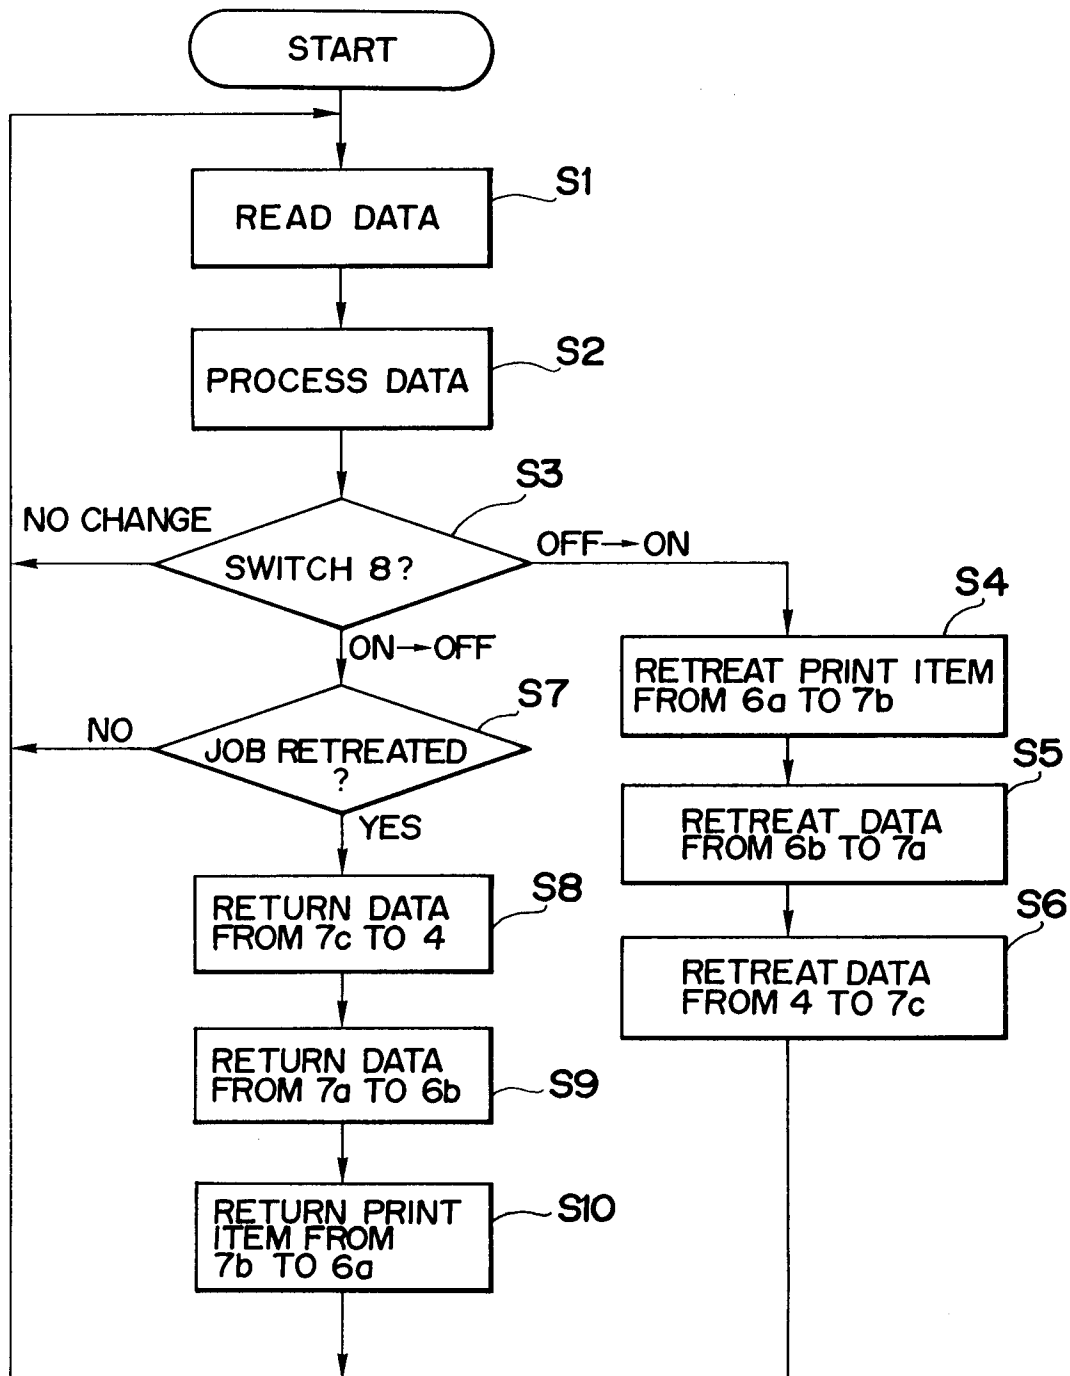 START
S1
READ DATA
S2
PROCESS DATA
S3
NO CHANGE
OFF→ON
SWITCH 8?
ON→OFF
S4
RETREAT PRINT ITEM
FROM 6a TO 7b
S7
NO
JOB RETREATED
?
YES
S5
RETREAT DATA
FROM 6b TO 7a
S8
RETURN DATA
FROM 7c TO 4
S6
RETREAT DATA
FROM 4 TO 7c
S9
RETURN DATA
FROM 7a TO 6b
S10
RETURN PRINT
ITEM FROM
7b TO 6a